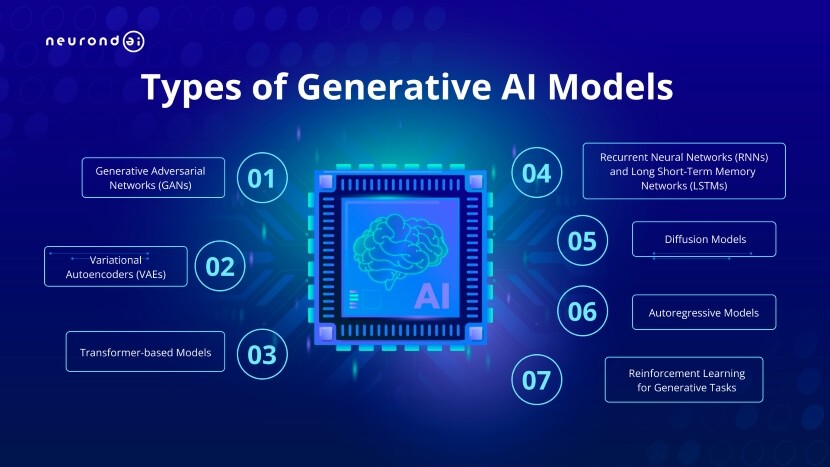 neurond ai
Types of Generative AI Models
Generative Adversarial
Networks (GANs)
01
Variational
Autoencoders (VAEs)
02
Transformer-based Models
03
AI
04
Recurrent Neural Networks (RNNs)
and Long Short-Term Memory
Networks (LSTMs)
05
Diffusion Models
06
Autoregressive Models
07
Reinforcement Learning
for Generative Tasks